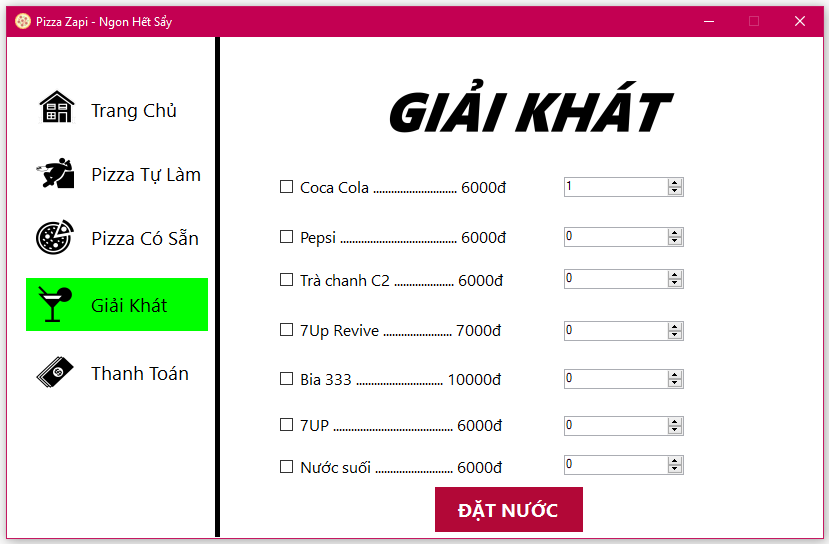 Pizza Zapi - Ngon Hết Sẩy
Trang Chủ
Pizza Tự Làm
Pizza Có Sẵn
Giải Khát
Thanh Toán
GIẢI KHÁT
Coca Cola ............................ 6000đ 1
Pepsi ....................................... 6000đ 0
Trà chanh C2 .................... 6000đ 0
7Up Revive ....................... 7000đ 0
Bia 333 ............................. 10000đ 0
7UP ........................................ 6000đ 0
Nước suối .......................... 6000đ 0
ĐẶT NƯỚC